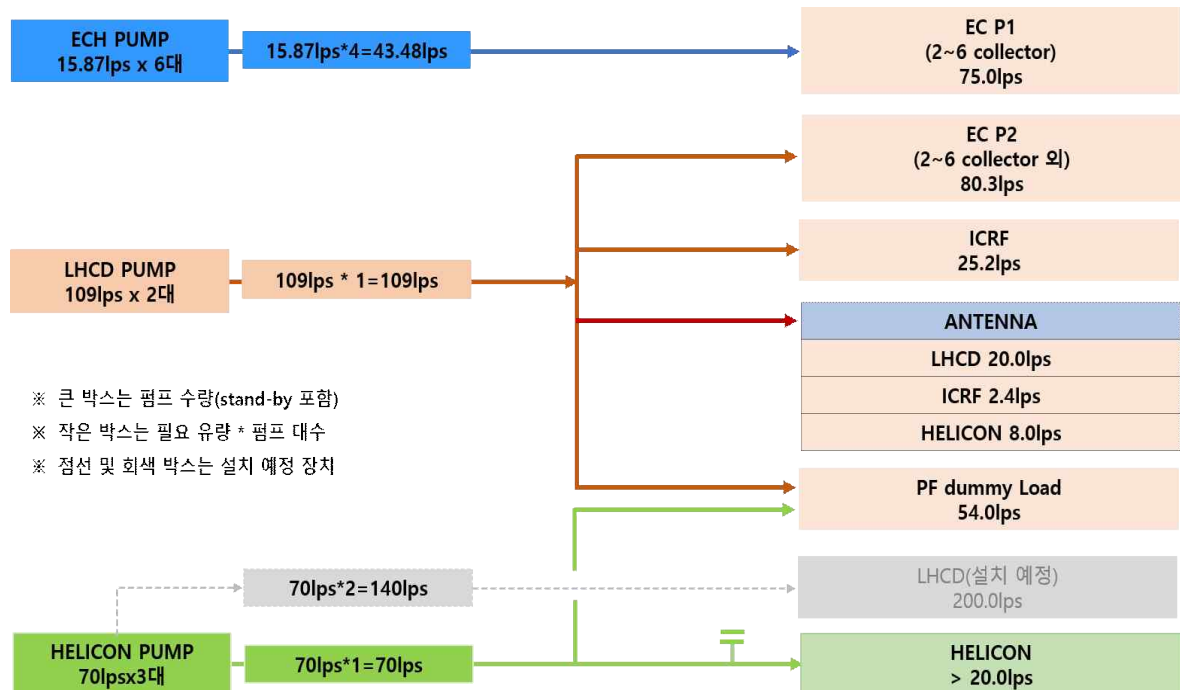 ECH PUMP
15.87lps x 6대
15.87lps*4=43.48lps
EC P1
(2~6 collector)
75.0lps
EC P2
(2~6 collector 외)
80.3lps
ICRF
25.2lps
LHCD PUMP
109lps x 2대
109lps * 1=109lps
ANTENNA
LHCD 20.0lps
ICRF 2.4lps
HELICON 8.0lps
※ 큰 박스는 펌프 수량(stand-by 포함)
※ 작은 박스는 필요 유량 * 펌프 대수
※ 점선 및 회색 박스는 설치 예정 장치
PF dummy Load
54.0lps
70lps*2=140lps
LHCD(설치 예정)
200.0lps
HELICON PUMP
70lpsx3대
70lps*1=70lps
HELICON
> 20.0lps